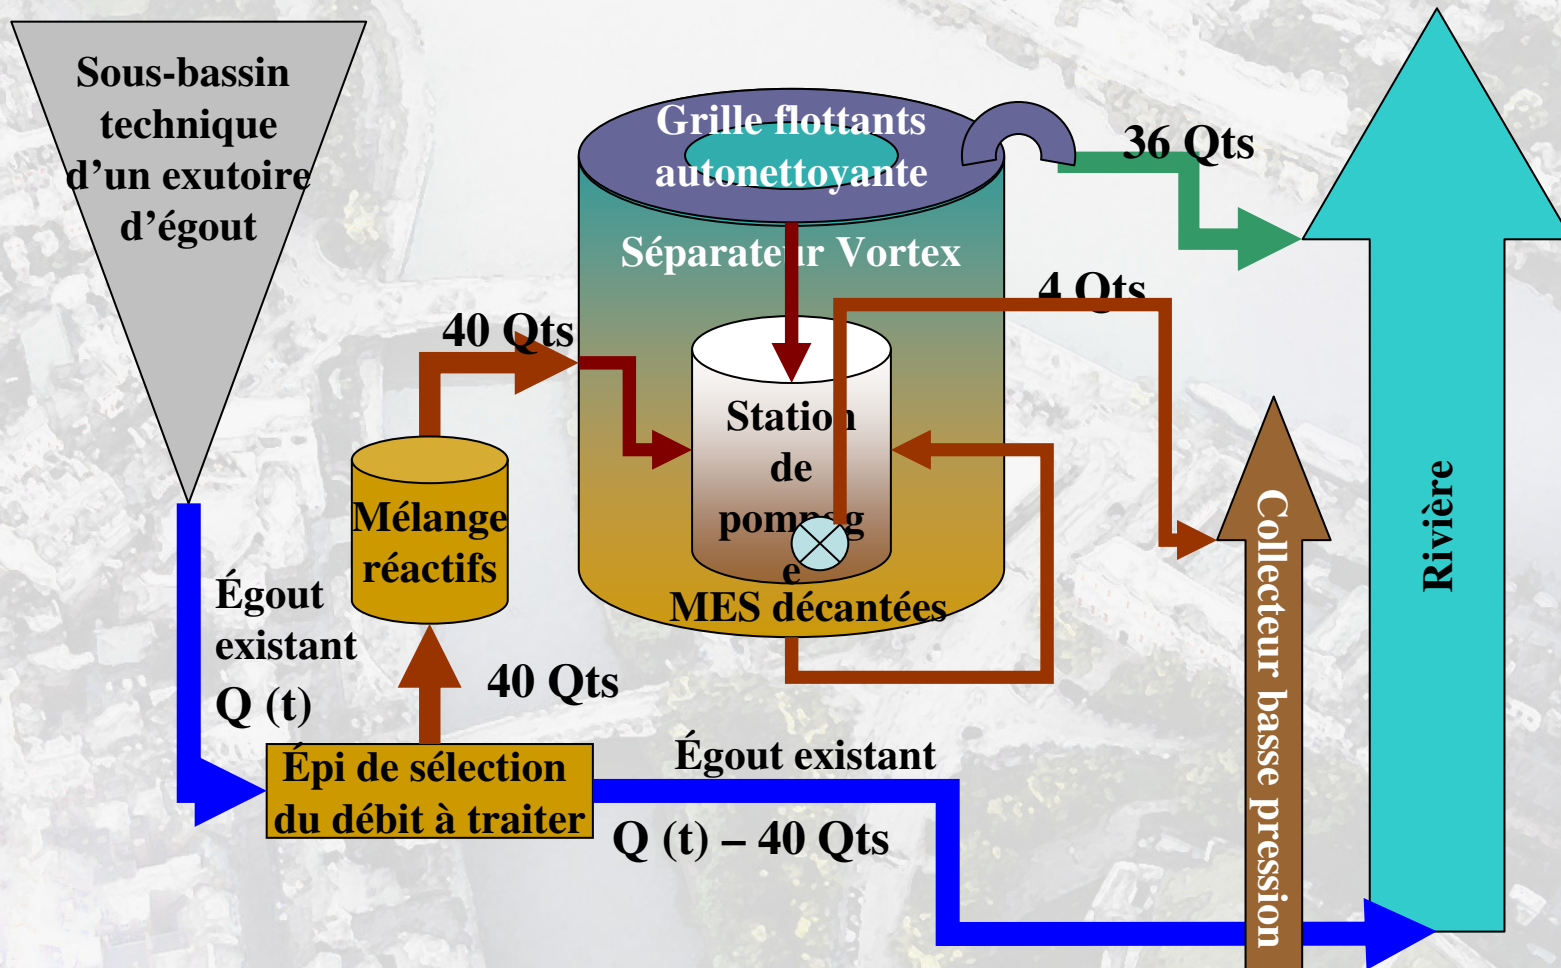 Sous-bassin
technique
d’un exutoire
d’égout
Grille flottants
autonettoyante
36 Qts
Séparateur Vortex
4 Qts
40 Qts
Station
de
pompag
e
Mélange
réactifs
MES décantées
Égout
existant
Q (t)
40 Qts
Épi de sélection
du débit à traiter
Égout existant
Q (t) – 40 Qts
Collecteur basse pression
Rivière